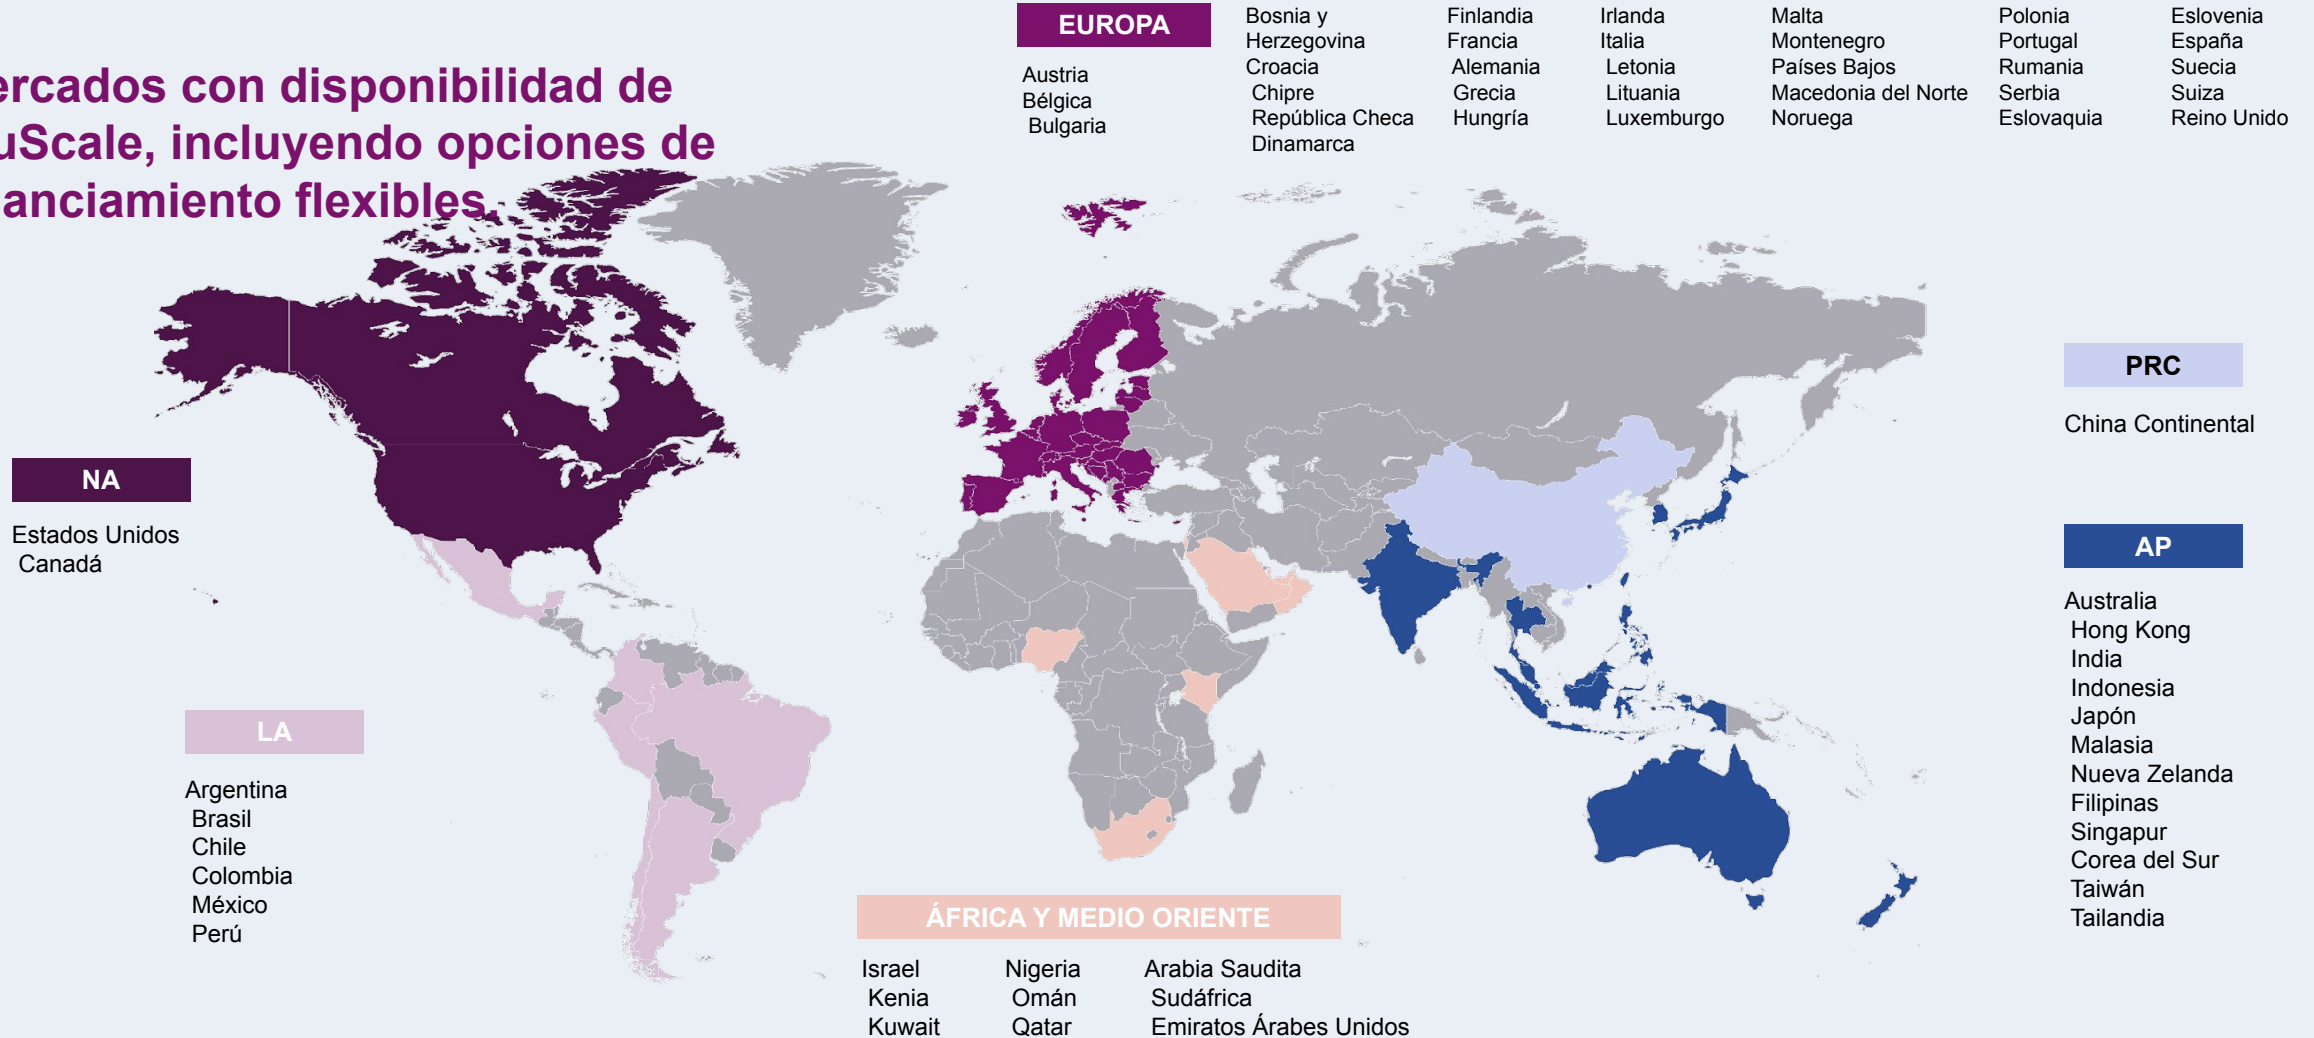 ercados con disponibilidad de
uScale, incluyendo opciones de
anciamiento flexibles.
EUROPA
Austria
Bélgica
Bulgaria
Bosnia y
Herzegovina
Croacia
Chipre
República Checa
Dinamarca
Finlandia
Francia
Alemania
Grecia
Hungría
Irlanda
Italia
Letonia
Lituania
Luxemburgo
Malta
Montenegro
Países Bajos
Macedonia del Norte
Noruega
Polonia
Portugal
Rumania
Serbia
Eslovaquia
Eslovenia
España
Suecia
Suiza
Reino Unido
NA
Estados Unidos
Canadá
LA
Argentina
Brasil
Chile
Colombia
México
Perú
ÁFRICA Y MEDIO ORIENTE
Israel
Kenia
Kuwait
Nigeria
Omán
Qatar
Arabia Saudita
Sudáfrica
Emiratos Árabes Unidos
PRC
China Continental
AP
Australia
Hong Kong
India
Indonesia
Japón
Malasia
Nueva Zelanda
Filipinas
Singapur
Corea del Sur
Taiwán
Tailandia